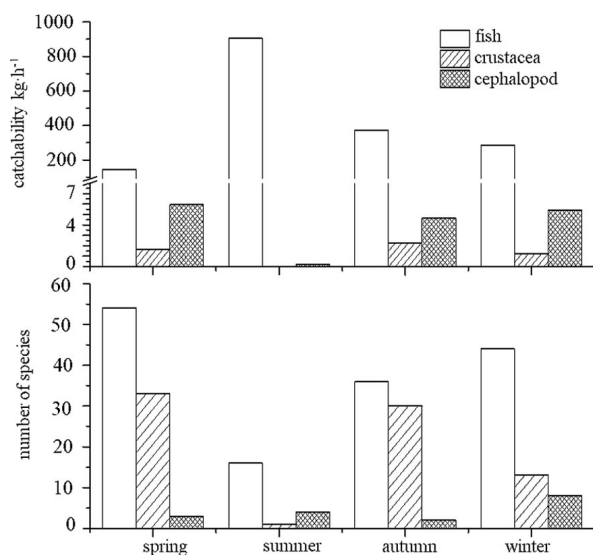 1000
800
600
400
200
7
4
0
catchability kg·h⁻¹
fish
crustacea
cephalopod
60
50
40
30
20
10
0
number of species
spring summer autumn winter